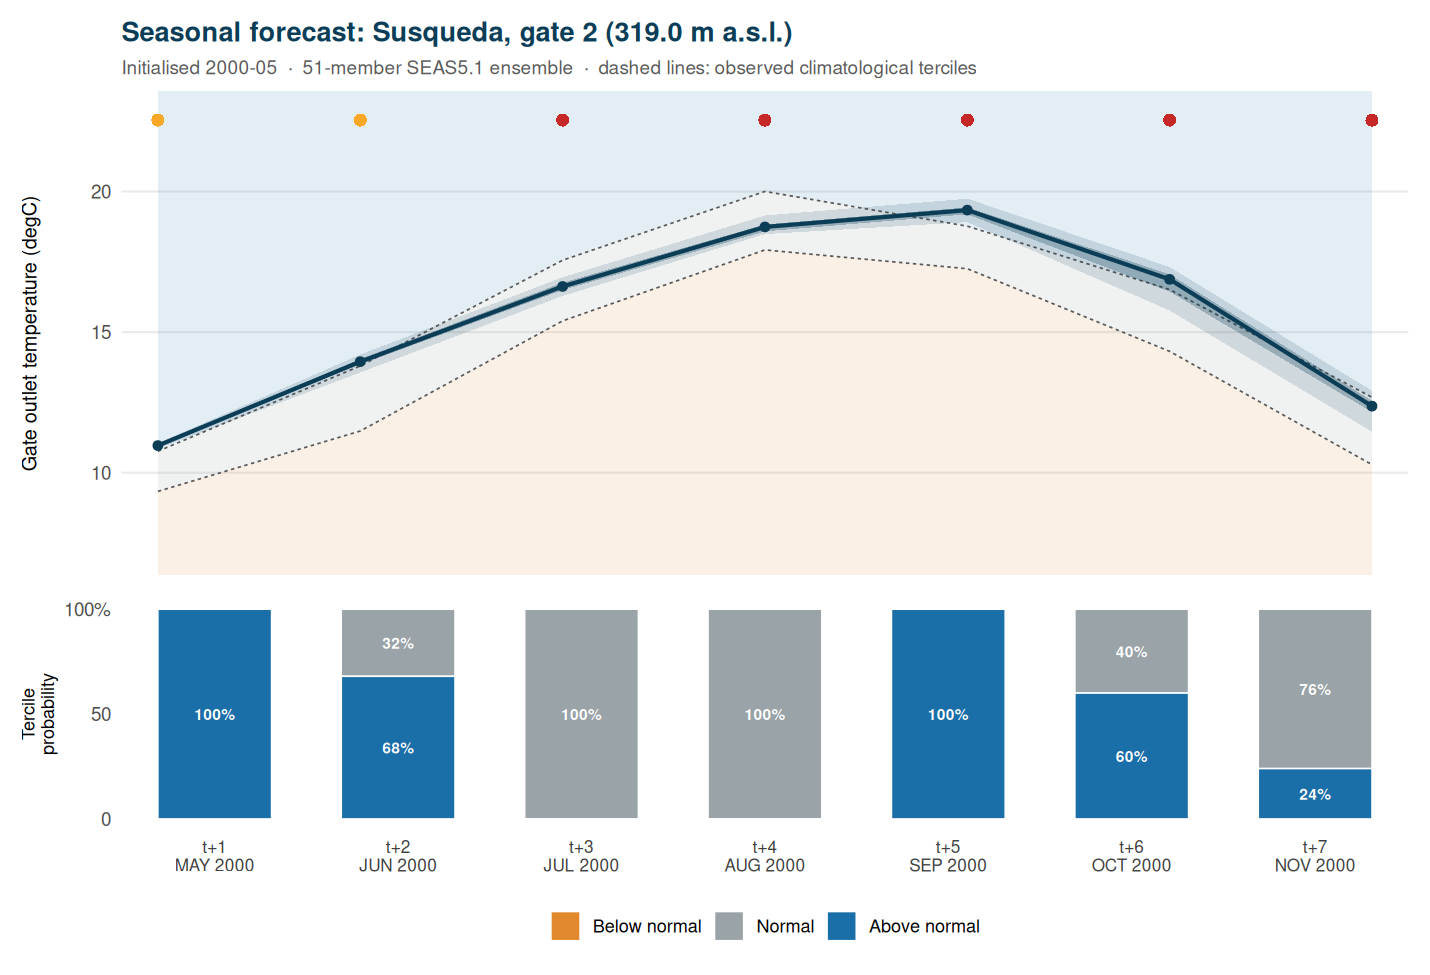 Seasonal forecast: Susqueda, gate 2 (319.0 m a.s.l.)
Initialised 2000-05 · 51-member SEAS5.1 ensemble · dashed lines: observed climatological terciles
Gate outlet temperature (degC)
20
15
10
Tercile
probability
100%
50
0
100%
32%
68%
100%
100%
100%
40%
60%
76%
24%
t+1
MAY 2000
t+2
JUN 2000
t+3
JUL 2000
t+4
AUG 2000
t+5
SEP 2000
t+6
OCT 2000
t+7
NOV 2000
Below normal
Normal
Above normal